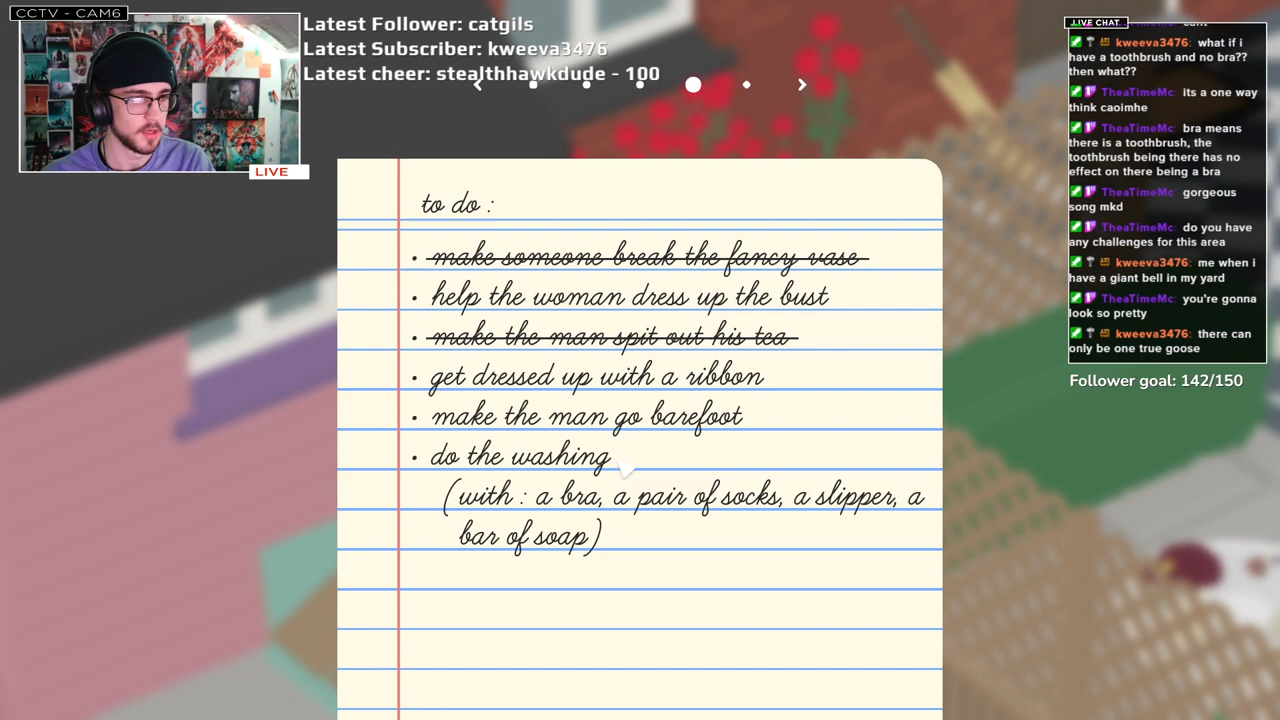 CCTV - CAM6
LIVE
Latest Follower: catgils
Latest Subscriber: kweeva3476
Latest cheer: stealthhawkdude - 100
to do :
• make someone break the fancy vase
• help the woman dress up the bust
• make the man spit out his tea
• get dressed up with a ribbon
• make the man go barefoot
• do the washing
(with : a bra, a pair of socks, a slipper, a
bar of soap)
LIVE CHAT
kweeva3476: what if i
have a toothbrush and no bra??
then what??
TheaTimeMc: its a one way
think caoimhe
TheaTimeMc: bra means
there is a toothbrush, the
toothbrush being there has no
effect on there being a bra
TheaTimeMc: gorgeous
song mkd
TheaTimeMc: do you have
any challenges for this area
kweeva3476: me when i
have a giant bell in my yard
TheaTimeMc: you're gonna
look so pretty
kweeva3476: there can
only be one true goose
Follower goal: 142/150